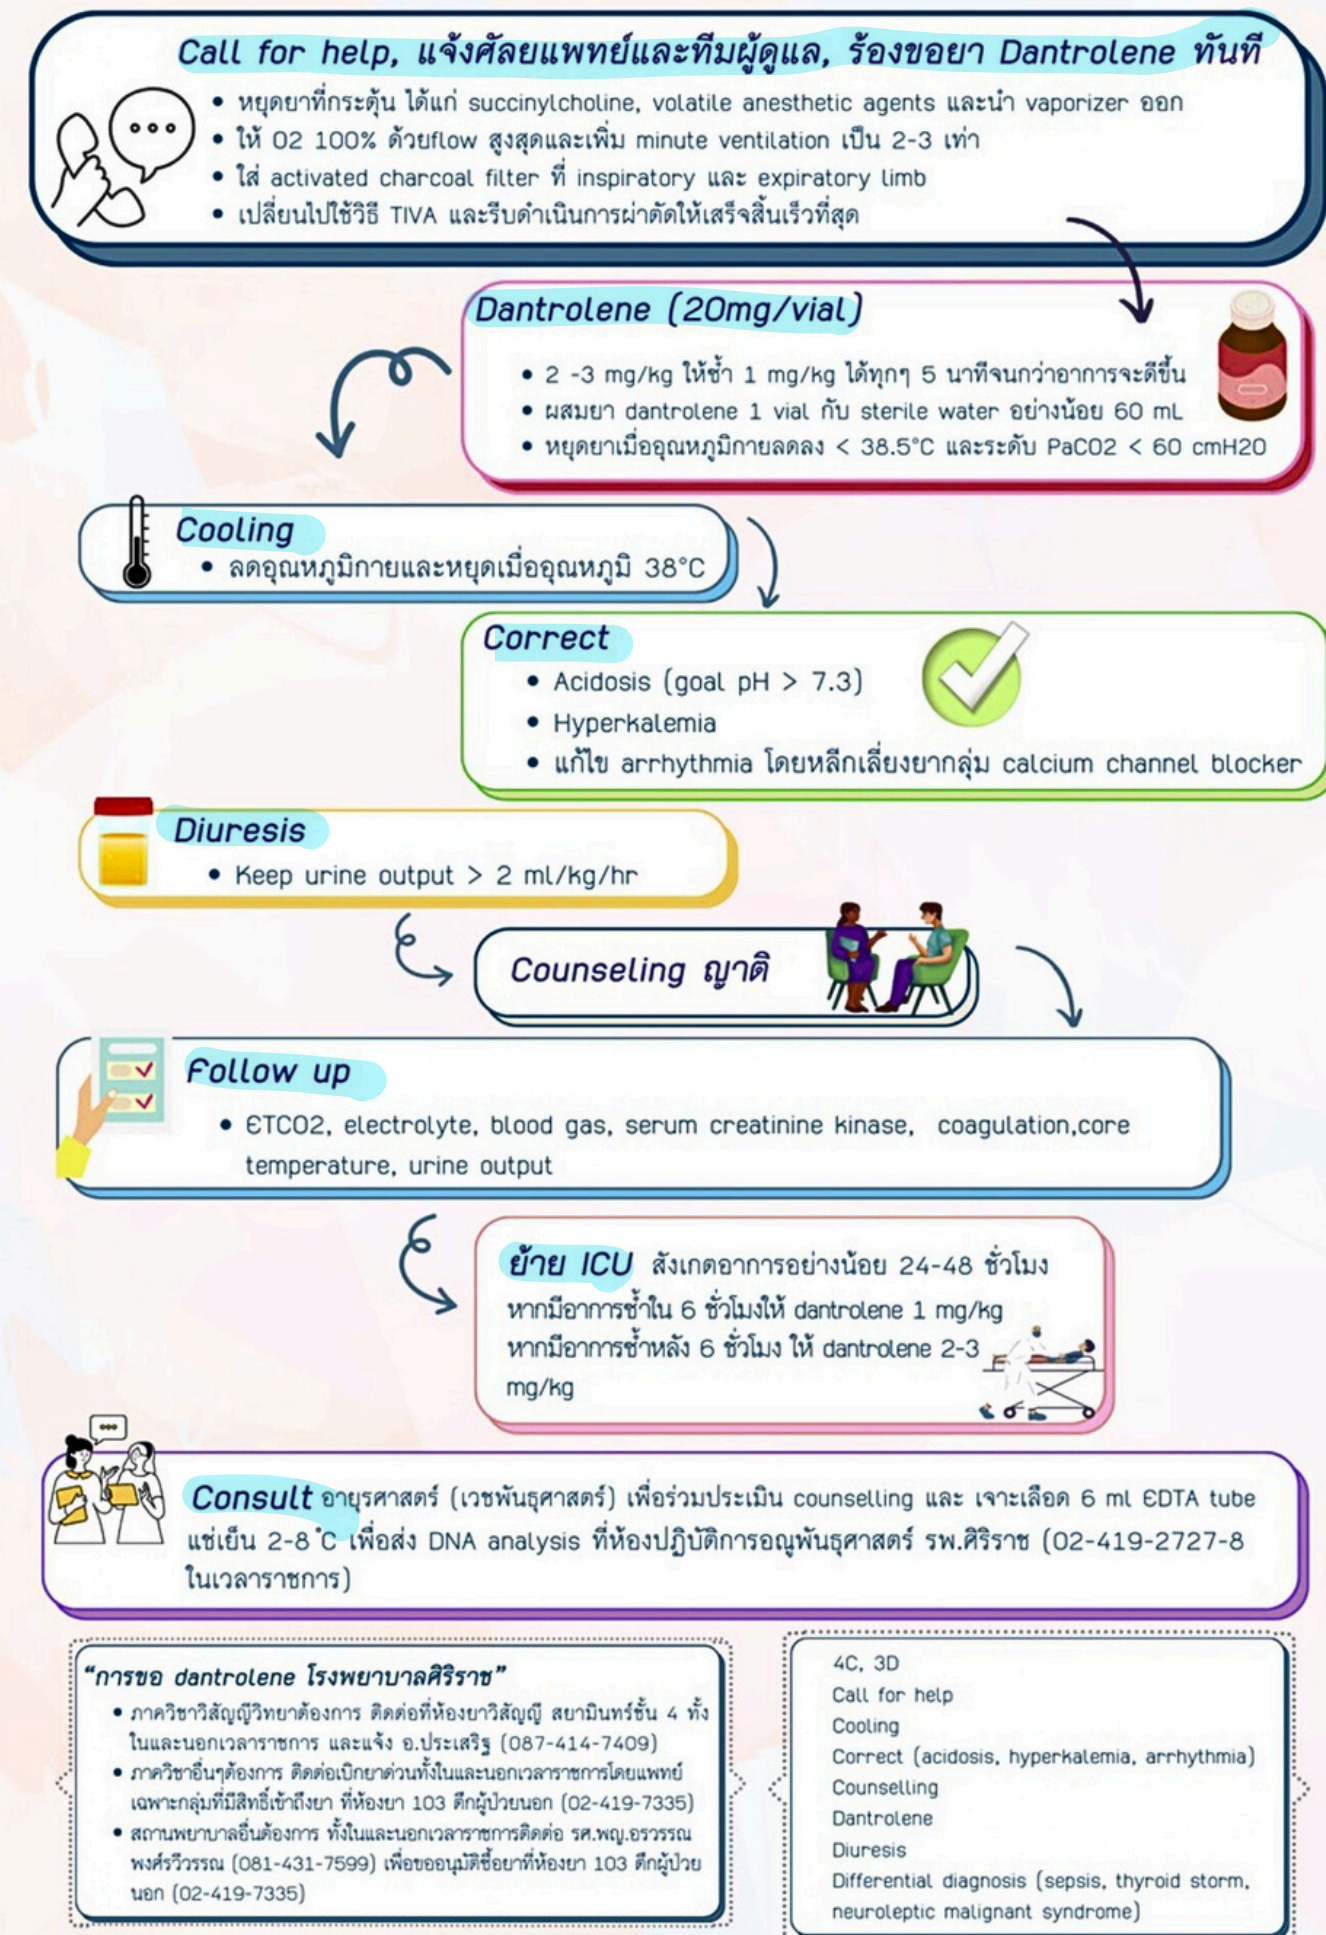 Call for help, แจ้งศัลยแพทย์และทีมผู้ดูแล, ร้องขอยา Dantrolene ทันที
• หยุดยาที่กระตุ้น ได้แก่ succinylcholine, volatile anesthetic agents และนำ vaporizer ออก
• ให้ O2 100% ด้วยflow สูงสุดและเพิ่ม minute ventilation เป็น 2-3 เท่า
• ใส่ activated charcoal filter ที่ inspiratory และ expiratory limb
• เปลี่ยนไปใช้วิธี TIVA และรีบดำเนินการผ่าตัดให้เสร็จสิ้นเร็วที่สุด
Dantrolene (20mg/vial)
• 2 -3 mg/kg ให้ซ้ำ 1 mg/kg ได้ทุกๆ 5 นาทีจนกว่าอาการจะดีขึ้น
• ผสมยา dantrolene 1 vial กับ sterile water อย่างน้อย 60 mL
• หยุดยาเมื่ออุณหภูมิกายลดลง < 38.5°C และระดับ PaCO2 < 60 cmH2O
Cooling
• ลดอุณหภูมิกายและหยุดเมื่ออุณหภูมิ 38°C
Correct
• Acidosis (goal pH > 7.3)
• Hyperkalemia
• แก้ไข arrhythmia โดยหลีกเลี่ยงยากลุ่ม calcium channel blocker
Diuresis
• Keep urine output > 2 ml/kg/hr
Counseling ญาติ
Follow up
• ETCO2, electrolyte, blood gas, serum creatinine kinase, coagulation,core
temperature, urine output
ย้าย ICU สังเกตอาการอย่างน้อย 24-48 ชั่วโมง
หากมีอาการซ้ำใน 6 ชั่วโมงให้ dantrolene 1 mg/kg
หากมีอาการซ้ำหลัง 6 ชั่วโมง ให้ dantrolene 2-3
mg/kg
Consult อายุรศาสตร์ (เวชพันธุศาสตร์) เพื่อร่วมประเมิน counselling และ เจาะเลือด 6 ml EDTA tube
แช่เย็น 2-8 ํC เพื่อส่ง DNA analysis ที่ห้องปฏิบัติการอณูพันธุศาสตร์ รพ.ศิริราช (02-419-2727-8
ในเวลาราชการ)
“การขอ dantrolene โรงพยาบาลศิริราช”
• ภาควิชาวิสัญญีวิทยาต้องการ ติดต่อที่ห้องยาวิสัญญี สยามินทร์ชั้น 4 ทั้ง
ในและนอกเวลาราชการ และแจ้ง อ.ประเสริฐ (087-414-7409)
• ภาควิชาอื่นๆต้องการ ติดต่อเบิกยาด่วนทั้งในและนอกเวลาราชการโดยแพทย์
เฉพาะกลุ่มที่มีสิทธิ์เข้าถึงยา ที่ห้องยา 103 ตึกผู้ป่วยนอก (02-419-7335)
• สถานพยาบาลอื่นต้องการ ทั้งในและนอกเวลาราชการติดต่อ รศ.พญ.อรวรรณ
พงศ์รวีวรรณ (081-431-7599) เพื่อขออนุมัติซื้อยาที่ห้องยา 103 ตึกผู้ป่วย
นอก (02-419-7335)
4C, 3D
Call for help
Cooling
Correct (acidosis, hyperkalemia, arrhythmia)
Counselling
Dantrolene
Diuresis
Differential diagnosis (sepsis, thyroid storm,
neuroleptic malignant syndrome)